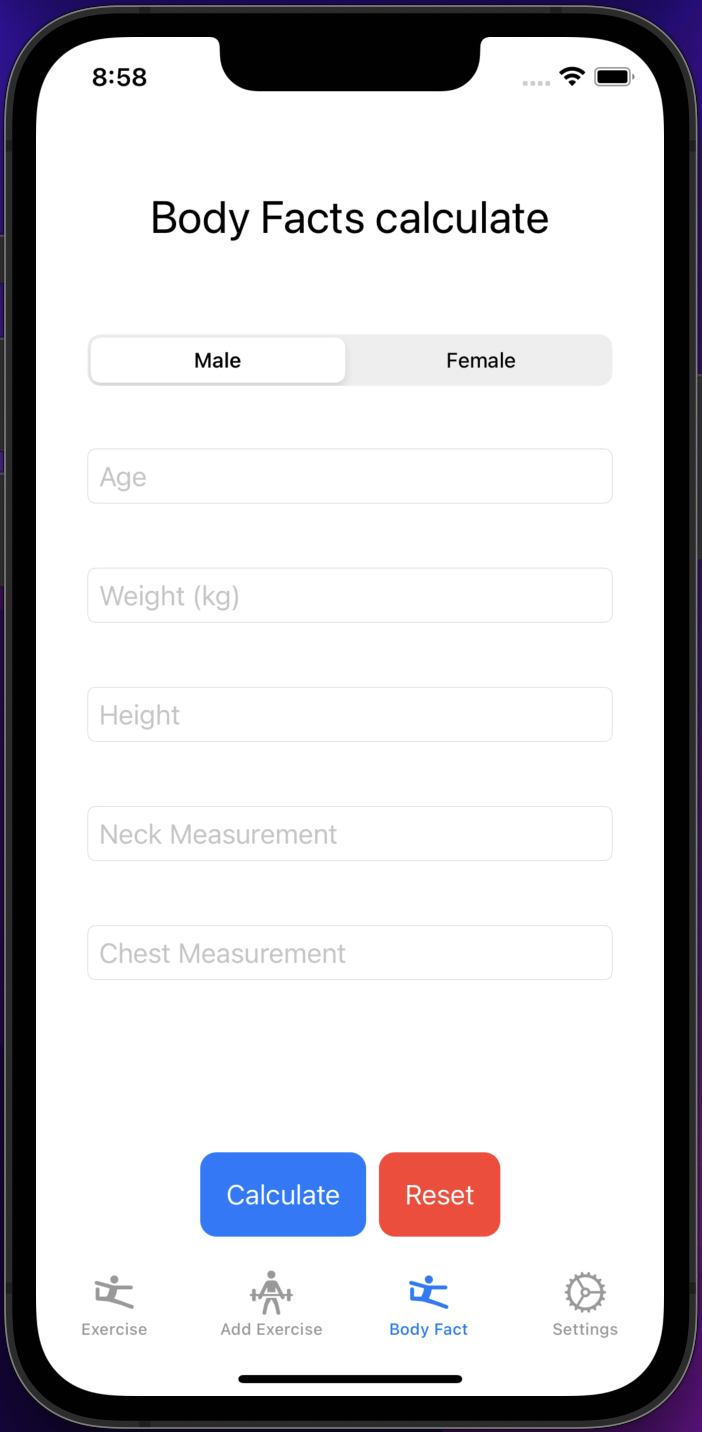 8:58
Body Facts calculate
Male Female
Age
Weight (kg)
Height
Neck Measurement
Chest Measurement
Calculate Reset
Exercise Add Exercise Body Fact Settings